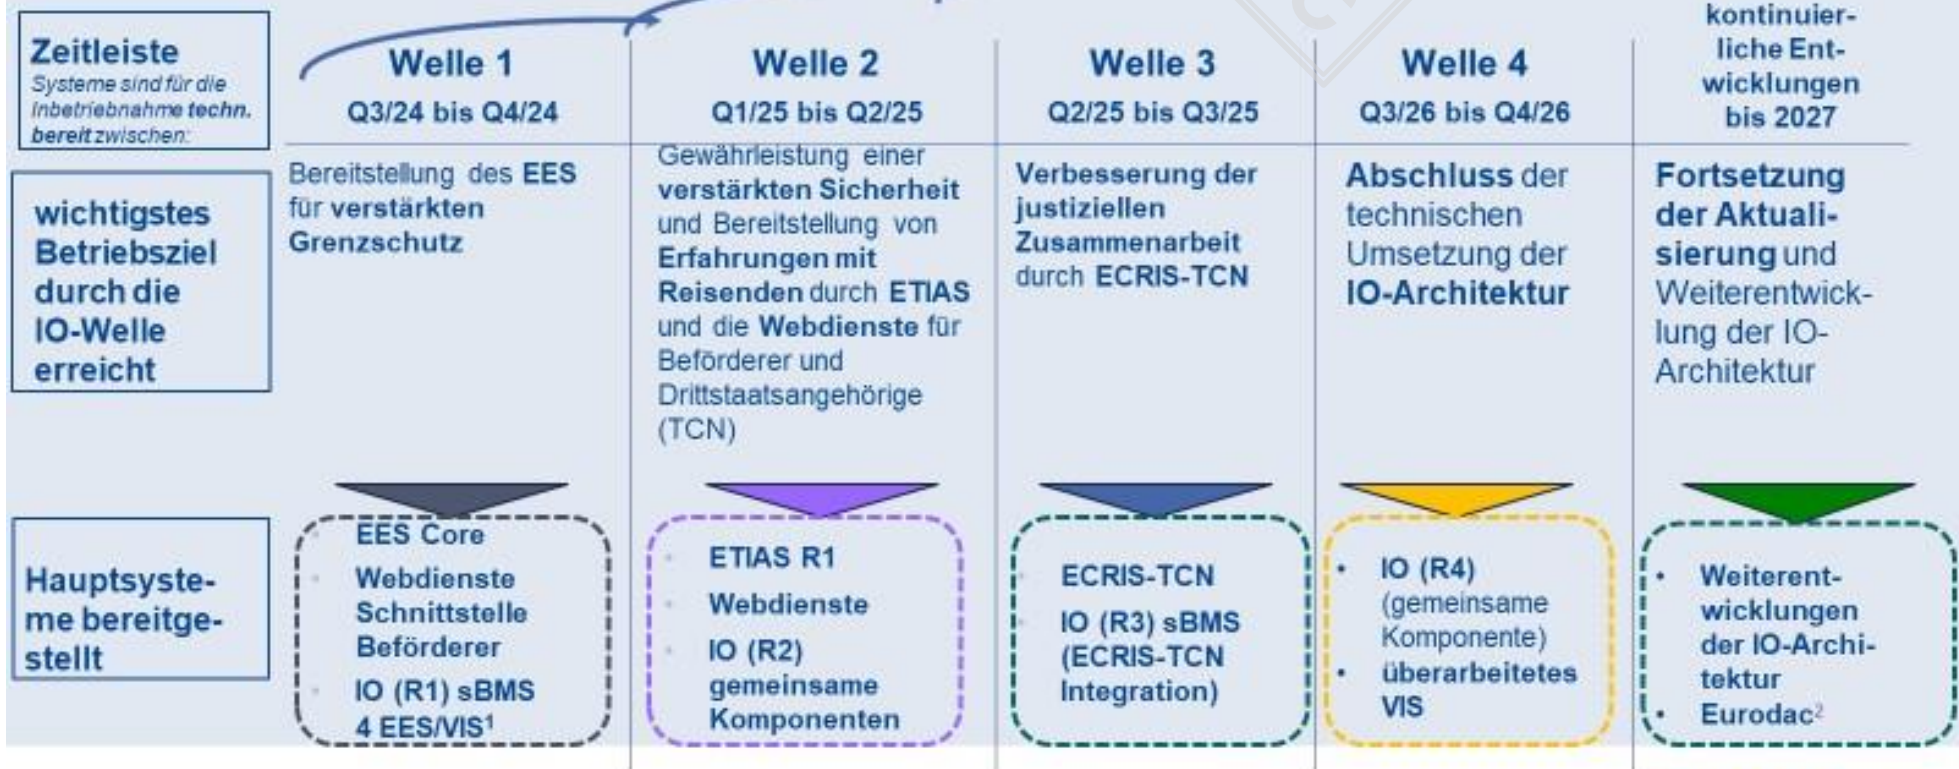 Zeitleiste
Systeme sind für die
Inbetriebnahme techn.
bereit zwischen:
Welle 1
Q3/24 bis Q4/24
Welle 2
Q1/25 bis Q2/25
Welle 3
Q2/25 bis Q3/25
Welle 4
Q3/26 bis Q4/26
kontinuier-
liche Ent-
wicklungen
bis 2027
wichtigstes
Betriebsziel
durch die
IO-Welle
erreicht
Bereitstellung des EES
für verstärkten
Grenzschutz
Gewährleistung einer
verstärkten Sicherheit
und Bereitstellung von
Erfahrungen mit
Reisenden durch ETIAS
und die Webdienste für
Beförderer und
Drittstaatsangehörige
(TCN)
Verbesserung der
justiziellen
Zusammenarbeit
durch ECRIS-TCN
Abschluss der
technischen
Umsetzung der
IO-Architektur
Fortsetzung
der Aktuali-
sierung und
Weiterentwick-
lung der IO-
Architektur
Hauptsyste-
me bereitge-
stellt
EES Core
Webdienste
Schnittstelle
Beförderer
IO (R1) sBMS
4 EES/VIS¹
ETIAS R1
Webdienste
IO (R2)
gemeinsame
Komponenten
ECRIS-TCN
IO (R3) sBMS
(ECRIS-TCN
Integration)
• IO (R4)
(gemeinsame
Komponente)
• überarbeitetes
VIS
• Weiterent-
wicklungen
der IO-Archi-
tektur
• Eurodac²